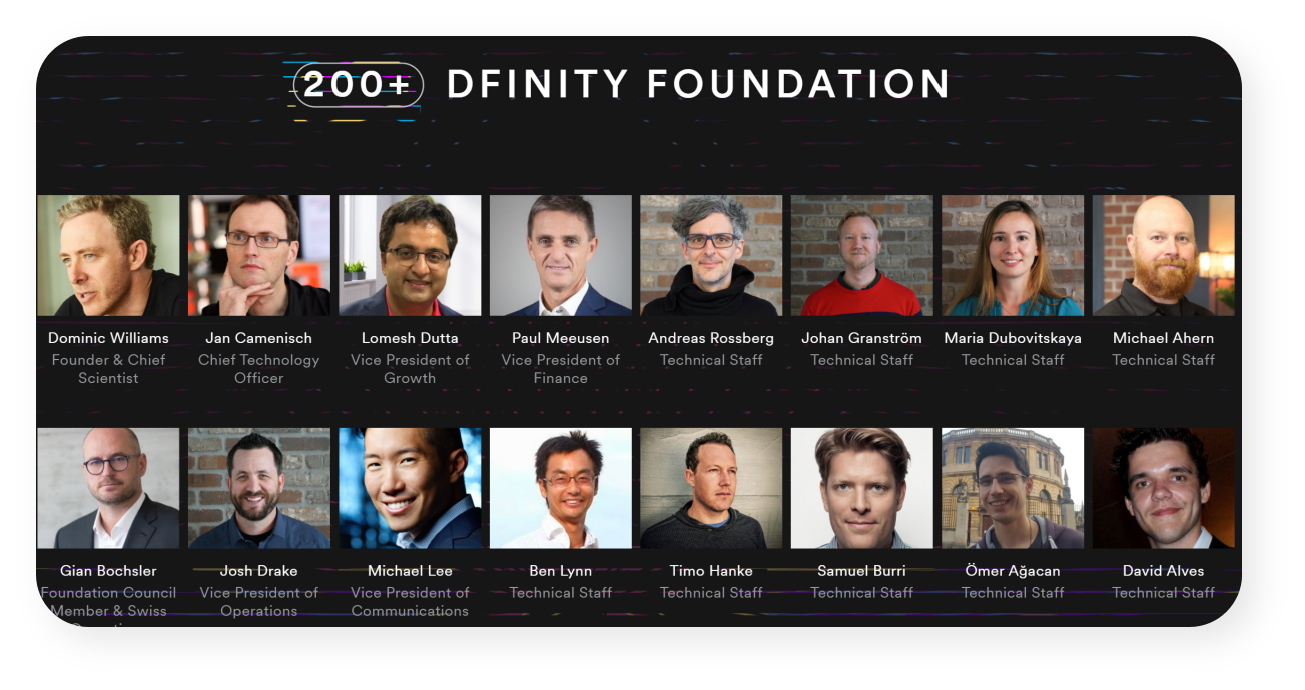 200+ DFINITY FOUNDATION
Dominic Williams
Founder & Chief
Scientist
Jan Camenisch
Chief Technology
Officer
Lomesh Dutta
Vice President of
Growth
Paul Meeusen
Vice President of
Finance
Andreas Rossberg
Technical Staff
Johan Granström
Technical Staff
Maria Dubovitskaya
Technical Staff
Michael Ahern
Technical Staff
Gian Bochsler
Foundation Council
Member & Swiss
Josh Drake
Vice President of
Operations
Michael Lee
Vice President of
Communications
Ben Lynn
Technical Staff
Timo Hanke
Technical Staff
Samuel Burri
Technical Staff
Ömer Ağacan
Technical Staff
David Alves
Technical Staff